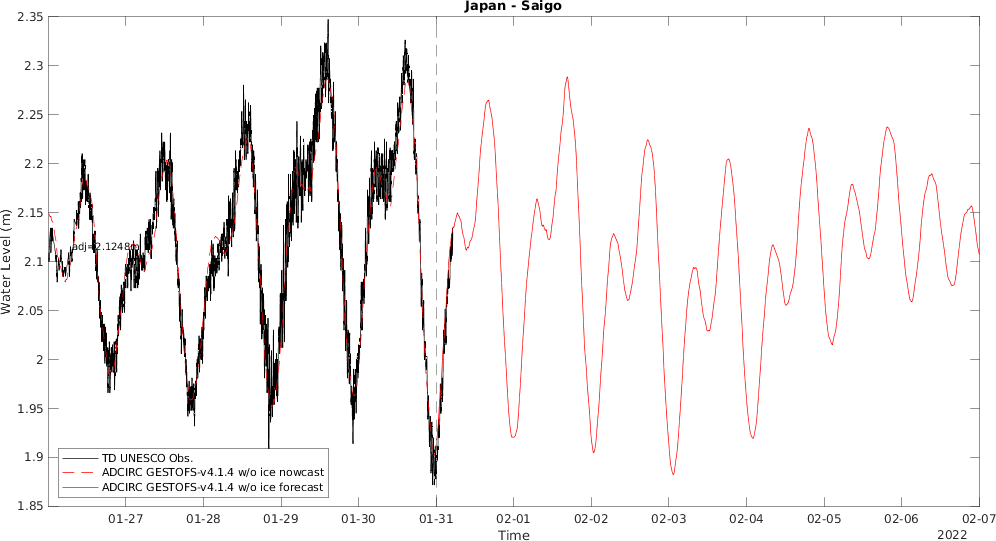 Japan - Saigo
2.35
2.3
2.25
2.2
2.15
2.1
2.05
2
1.95
1.9
1.85
Water Level (m)
adj=2.1248m
TD UNESCO Obs.
ADCIRC GESTOFS-v4.1.4 w/o ice nowcast
ADCIRC GESTOFS-v4.1.4 w/o ice forecast
01-27 01-28 01-29 01-30 01-31 02-01 02-02 02-03 02-04 02-05 02-06 02-07
Time
2022